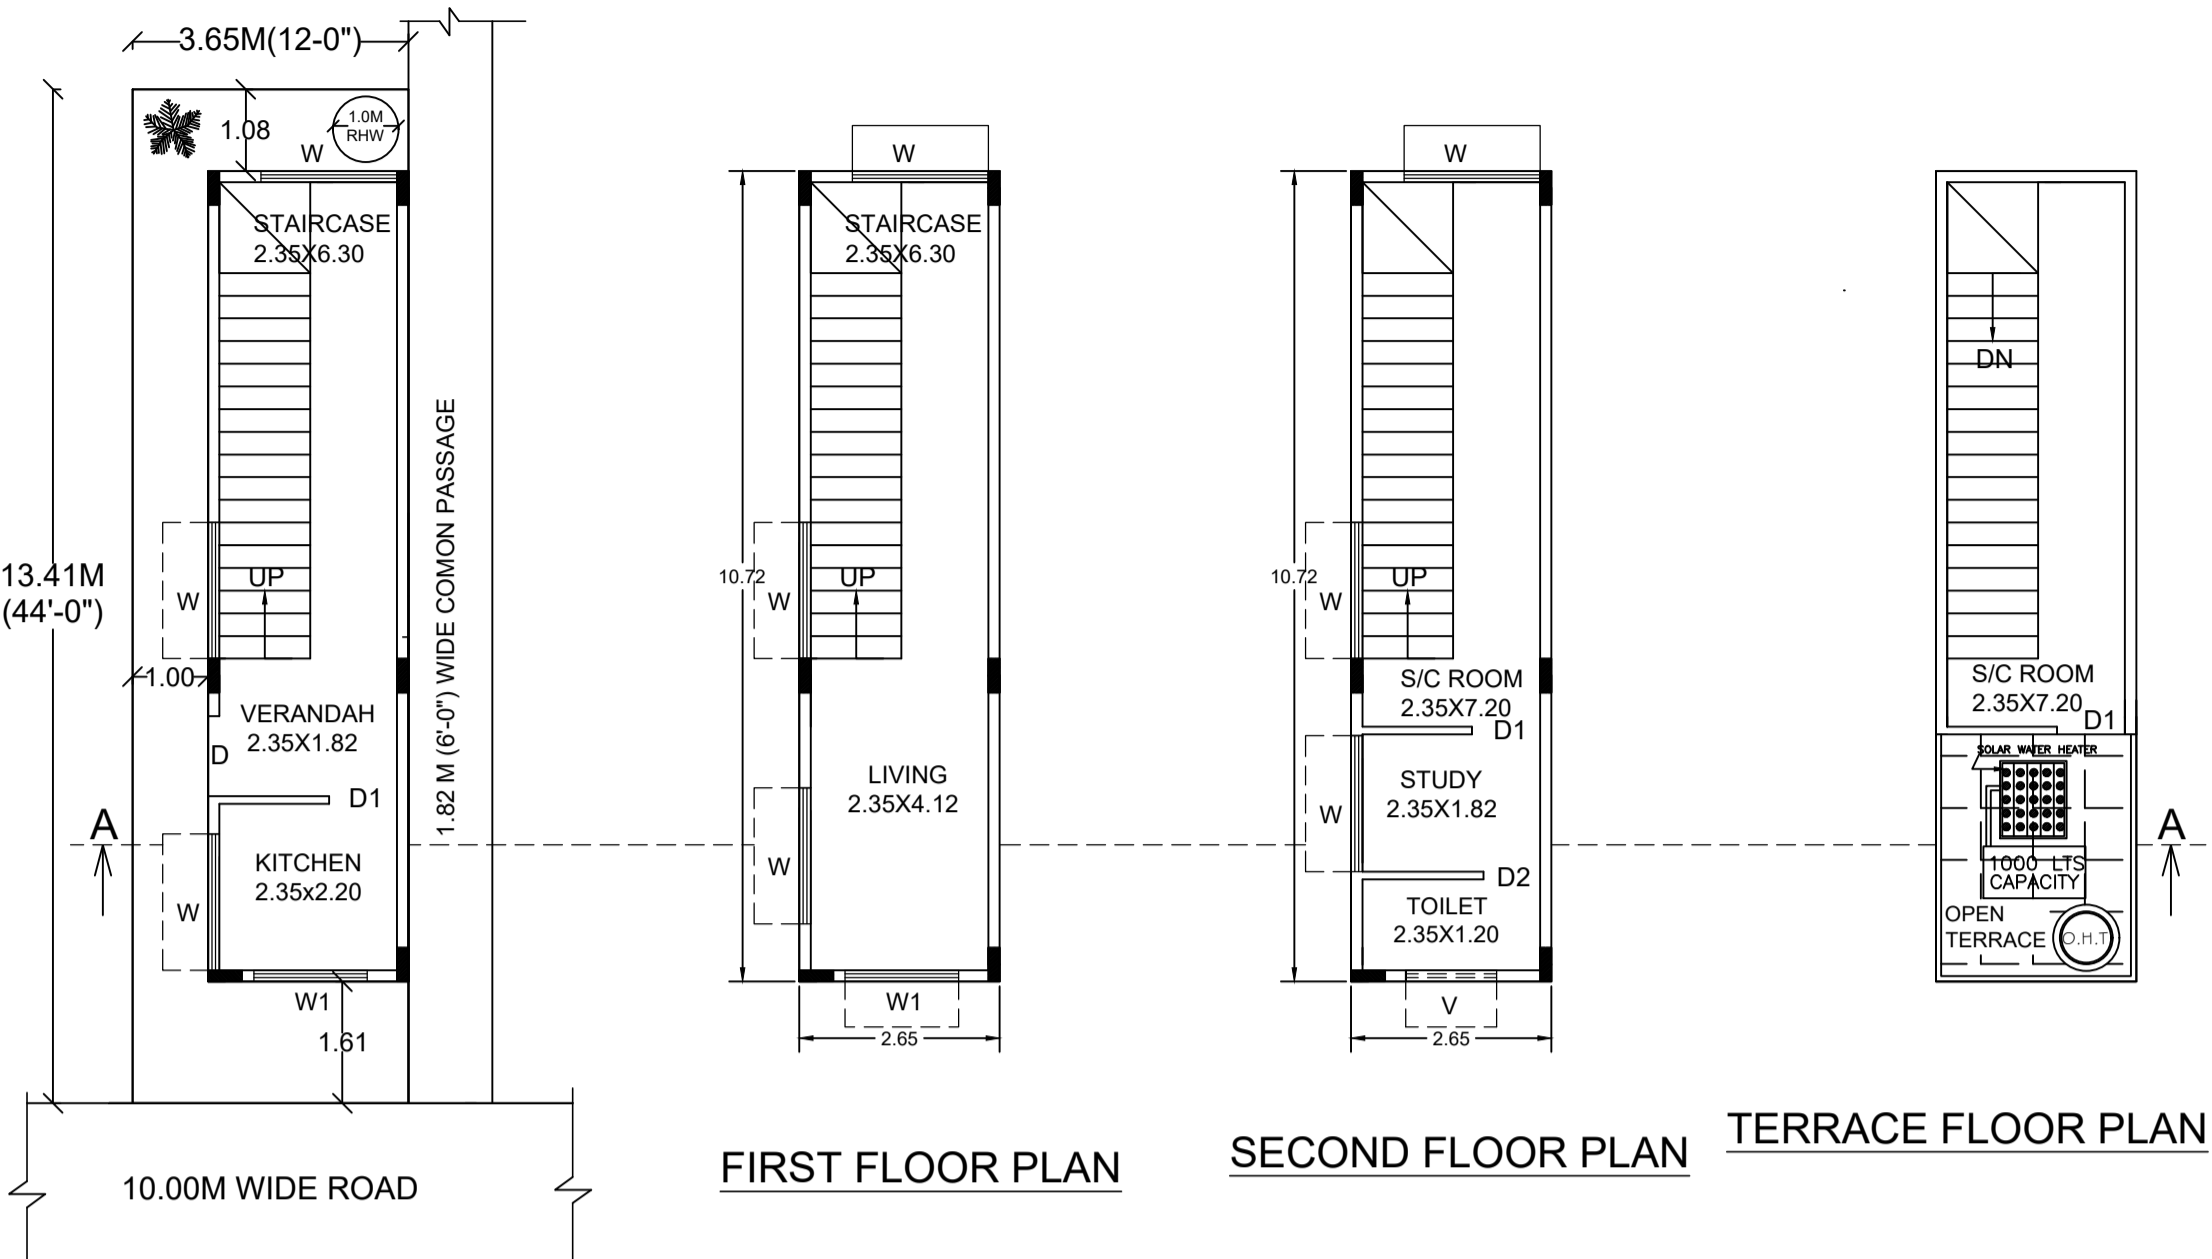 3.65M(12-0")
1.08
1.0M
RHW
W
STAIRCASE
2.35X6.30
UP
W
13.41M
(44'-0")
1.00
VERANDAH
2.35X1.82
D
D1
1.82 M (6'-0") WIDE COMON PASSAGE
A
KITCHEN
2.35x2.20
W
W1
1.61
10.00M WIDE ROAD
W
STAIRCASE
2.35X6.30
10.72
UP
W
LIVING
2.35X4.12
W
W1
2.65
FIRST FLOOR PLAN
W
10.72
UP
W
S/C ROOM
2.35X7.20
D1
STUDY
2.35X1.82
W
D2
TOILET
2.35X1.20
V
2.65
SECOND FLOOR PLAN
DN
S/C ROOM
2.35X7.20
D1
SOLAR WATER HEATER
A
1000 LTS
CAPACITY
OPEN
TERRACE
O.H.T
TERRACE FLOOR PLAN